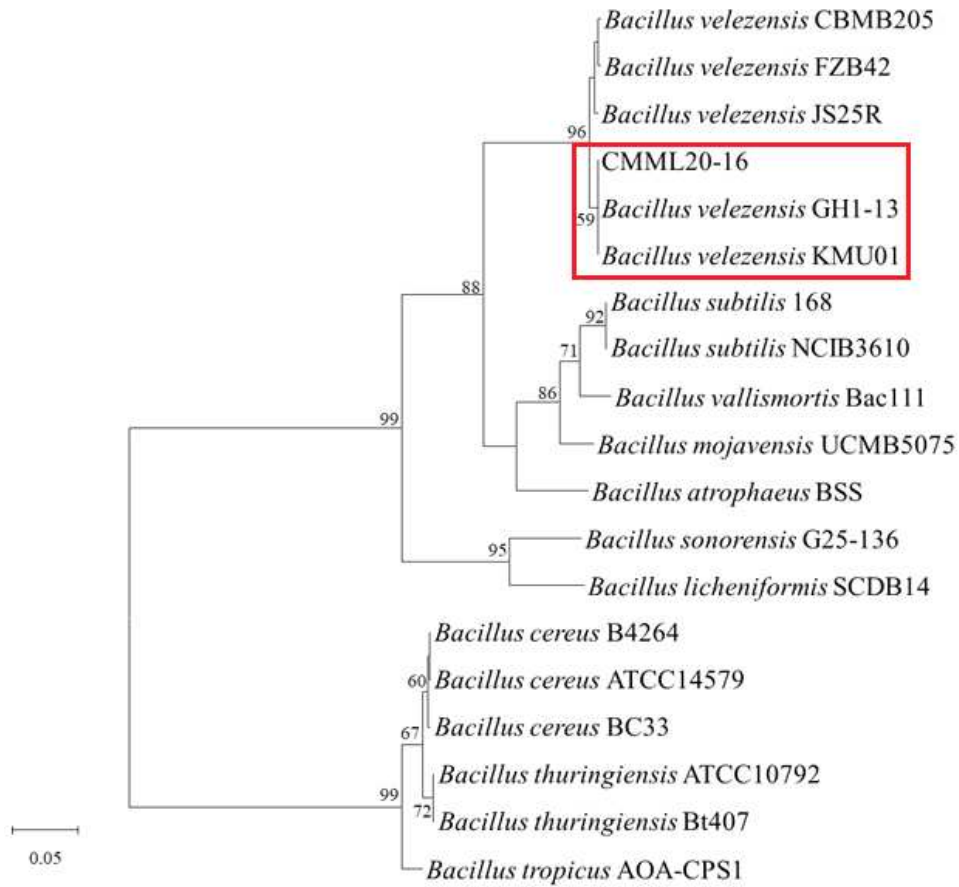 Bacillus velezensis CBMB205
Bacillus velezensis FZB42
Bacillus velezensis JS25R
96
CMML20-16
Bacillus velezensis GH1-13
59
Bacillus velezensis KMU01
88
Bacillus subtilis 168
92
Bacillus subtilis NCIB3610
71
Bacillus vallismortis Bac111
86
99
Bacillus mojavensis UCMB5075
Bacillus atrophaeus BSS
Bacillus sonorensis G25-136
95
Bacillus licheniformis SCDB14
Bacillus cereus B4264
60
Bacillus cereus ATCC14579
Bacillus cereus BC33
67
Bacillus thuringiensis ATCC10792
99
72
Bacillus thuringiensis Bt407
0.05
Bacillus tropicus AOA-CPS1